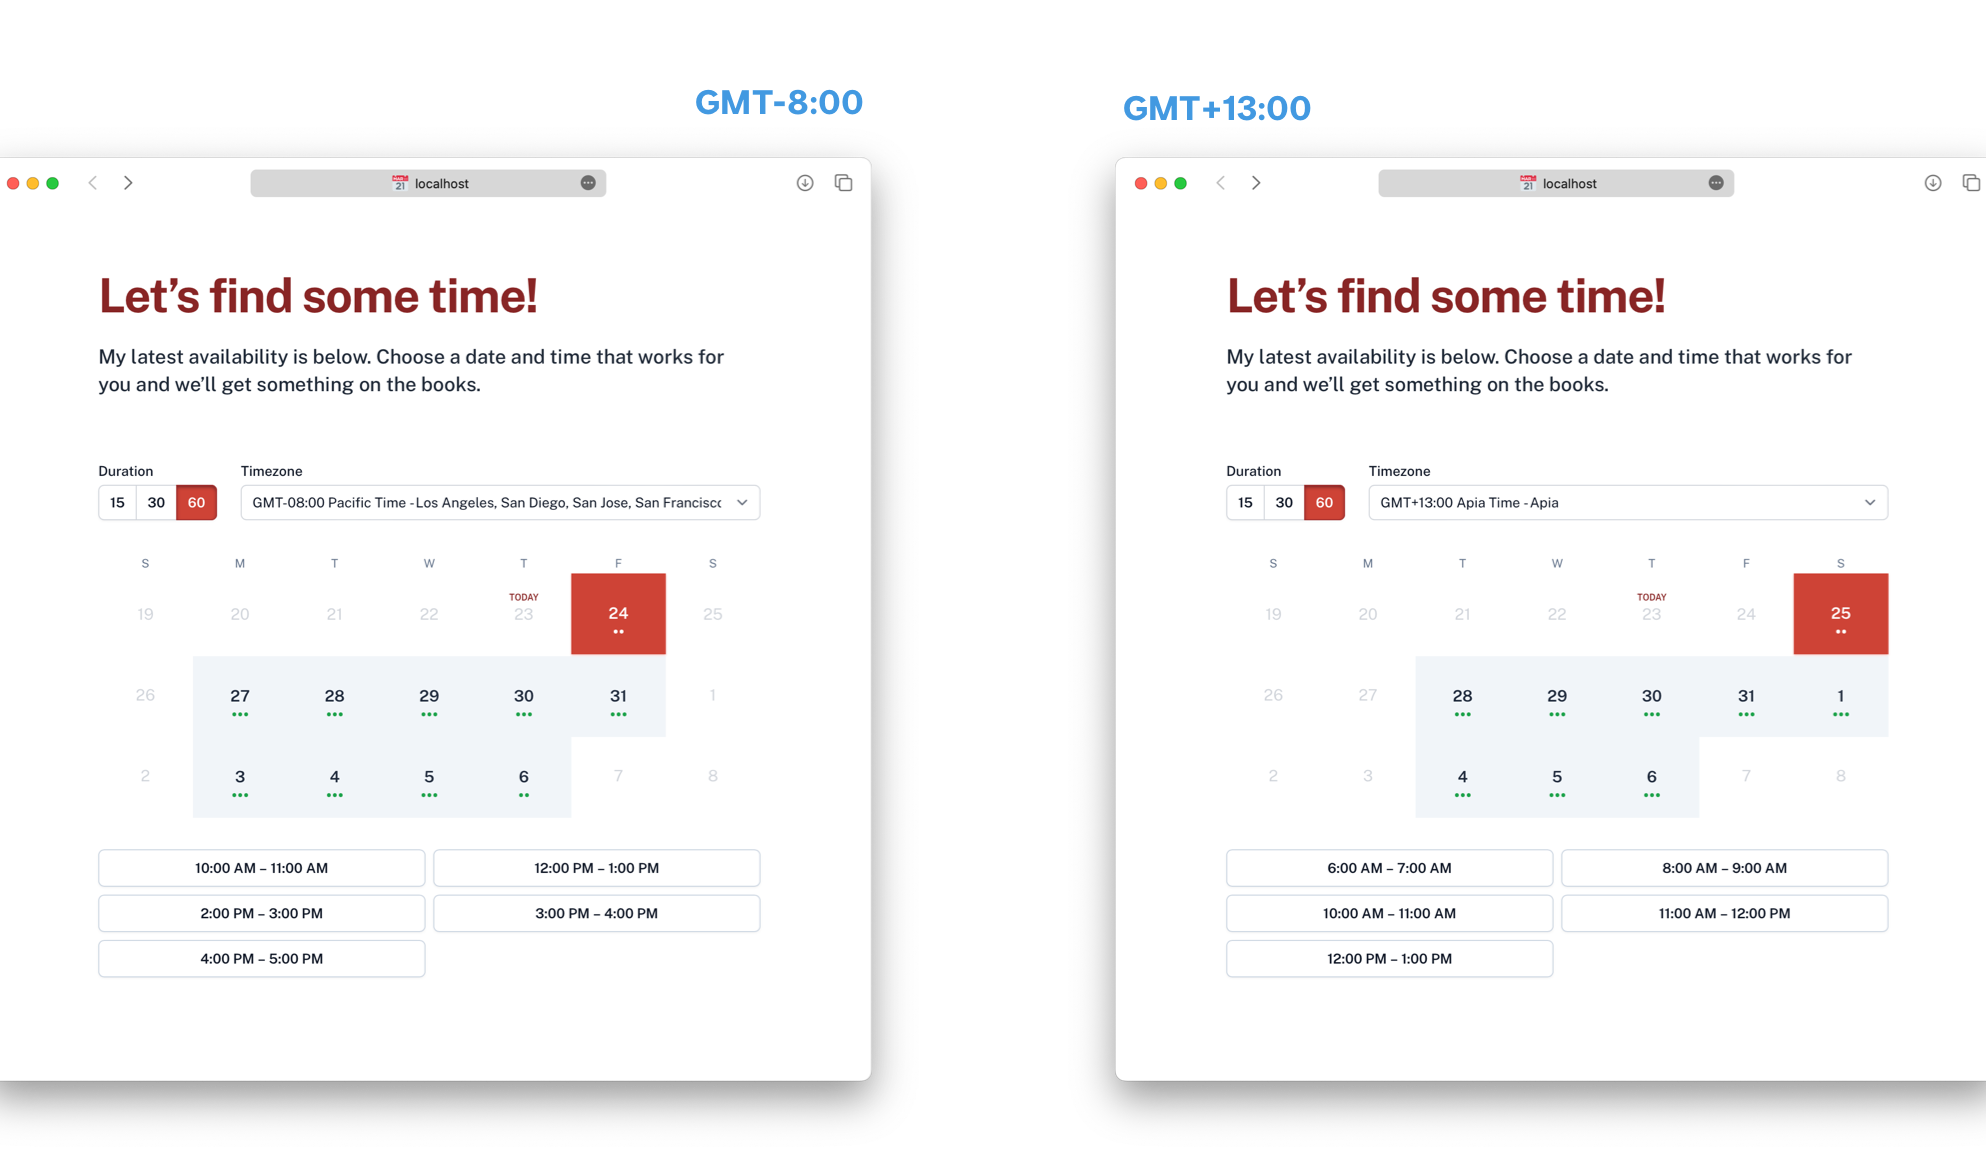 GMT-8:00
localhost
Let’s find some time!
My latest availability is below. Choose a date and time that works for
you and we’ll get something on the books.
Duration
Timezone
15 30 60
GMT-08:00 Pacific Time - Los Angeles, San Diego, San Jose, San Francisc
S M T W T F S
TODAY
19 20 21 22 23 24 25
26 27 28 29 30 31 1
2 3 4 5 6 7 8
10:00 AM – 11:00 AM
12:00 PM – 1:00 PM
2:00 PM – 3:00 PM
3:00 PM – 4:00 PM
4:00 PM – 5:00 PM
GMT+13:00
localhost
Let’s find some time!
My latest availability is below. Choose a date and time that works for
you and we’ll get something on the books.
Duration
Timezone
15 30 60
GMT+13:00 Apia Time - Apia
S M T W T F S
TODAY
19 20 21 22 23 24 25
26 27 28 29 30 31 1
2 3 4 5 6 7 8
6:00 AM – 7:00 AM
8:00 AM – 9:00 AM
10:00 AM – 11:00 AM
11:00 AM – 12:00 PM
12:00 PM – 1:00 PM